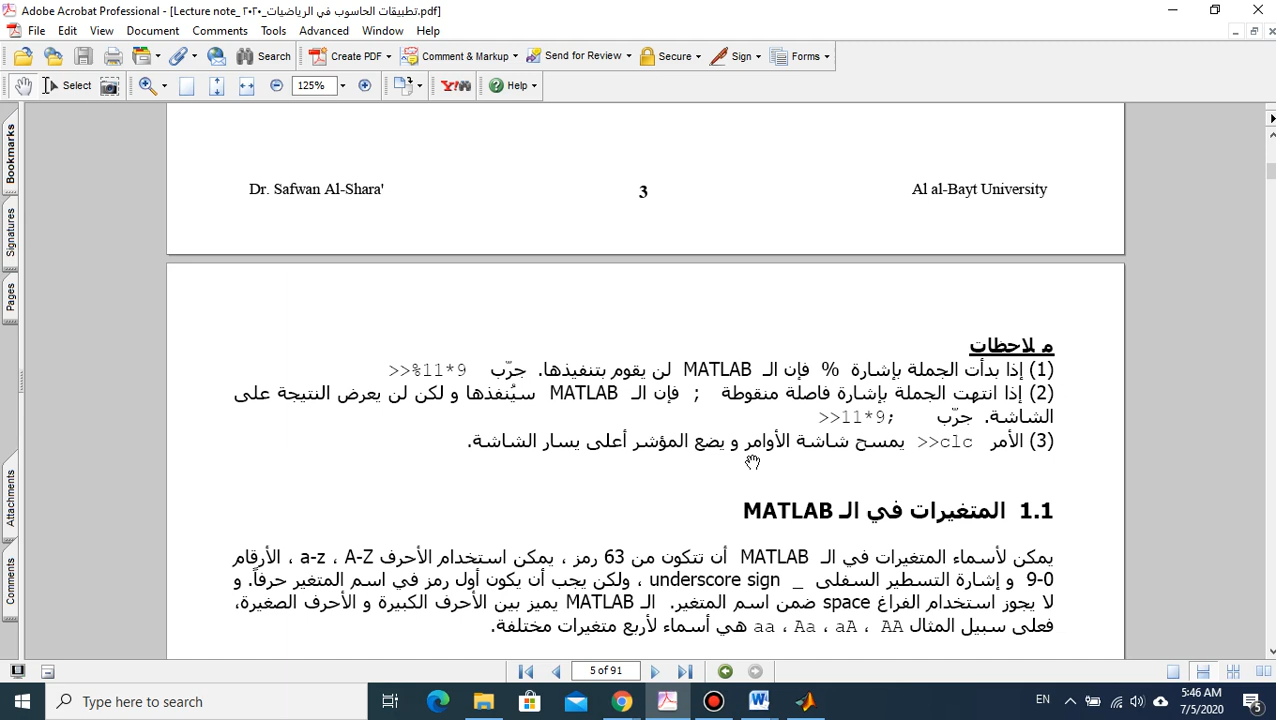 Adobe Acrobat Professional - [Lecture note_ تطبيقات الحاسوب في الرياضيات_٢٠٢٠.pdf]
File Edit View Document Comments Tools Advanced Window Help
Search Create PDF Comment & Markup Send for Review Secure Sign Forms
Select 125% Y! Help
Bookmarks
Signatures
Pages
Attachments
Comments
Dr. Safwan Al-Shara' 3 Al al-Bayt University
ملاحظات
(1) إذا بدأت الجملة بإشارة % فإن الـ MATLAB لن يقوم بتنفيذها. جرّب >>%11*9
(2) إذا انتهت الجملة بإشارة فاصلة منقوطة ; فإن الـ MATLAB سيُنفذها و لكن لن يعرض النتيجة على
الشاشة. جرّب >>11*9;
(3) الأمر >>clc يمسح شاشة الأوامر و يضع المؤشر أعلى يسار الشاشة.
1.1 المتغيرات في الـ MATLAB
يمكن لأسماء المتغيرات في الـ MATLAB أن تتكون من 63 رمز ، يمكن استخدام الأحرف a-z ، A-Z ، الأرقام
0-9 و إشارة التسطير السفلى _ underscore sign ، ولكن يجب أن يكون أول رمز في اسم المتغير حرفاً. و
لا يجوز استخدام الفراغ space ضمن اسم المتغير. الـ MATLAB يميز بين الأحرف الكبيرة و الأحرف الصغيرة،
فعلى سبيل المثال AA ، aA ، Aa ، aa هي أسماء لأربع متغيرات مختلفة.
5 of 91
Type here to search
EN
5:46 AM
7/5/2020
5